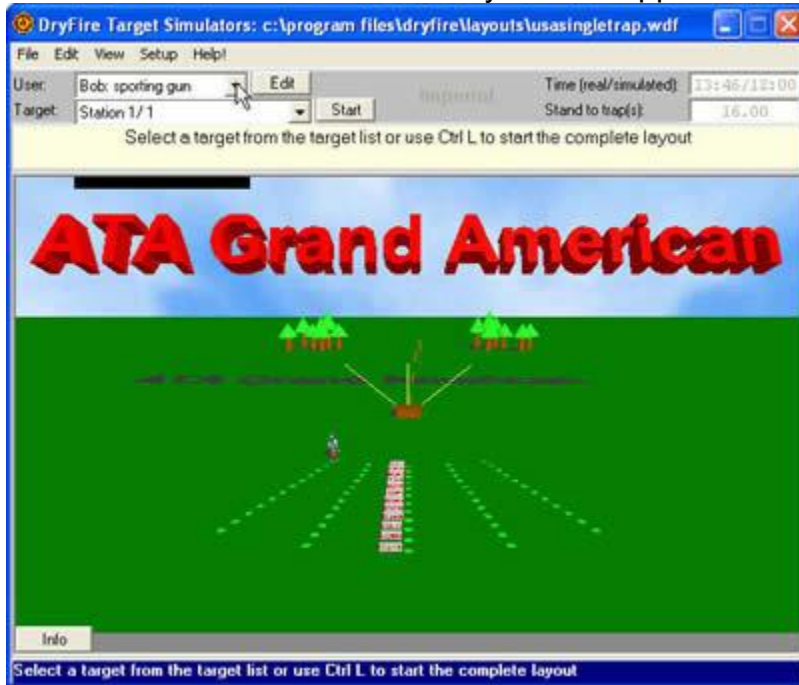 DryFire Target Simulators: c:\program files\dryfire\layouts\usasingletrap.wdf
File Edit View Setup Help!
User: Bob: sporting gun Edit Imperial Time (real/simulated): 13:46/12:00
Target: Station 1/1 Start Stand to trap(s): 16.00
Select a target from the target list or use Ctrl L to start the complete layout
ATA Grand American
Info
Select a target from the target list or use Ctrl L to start the complete layout